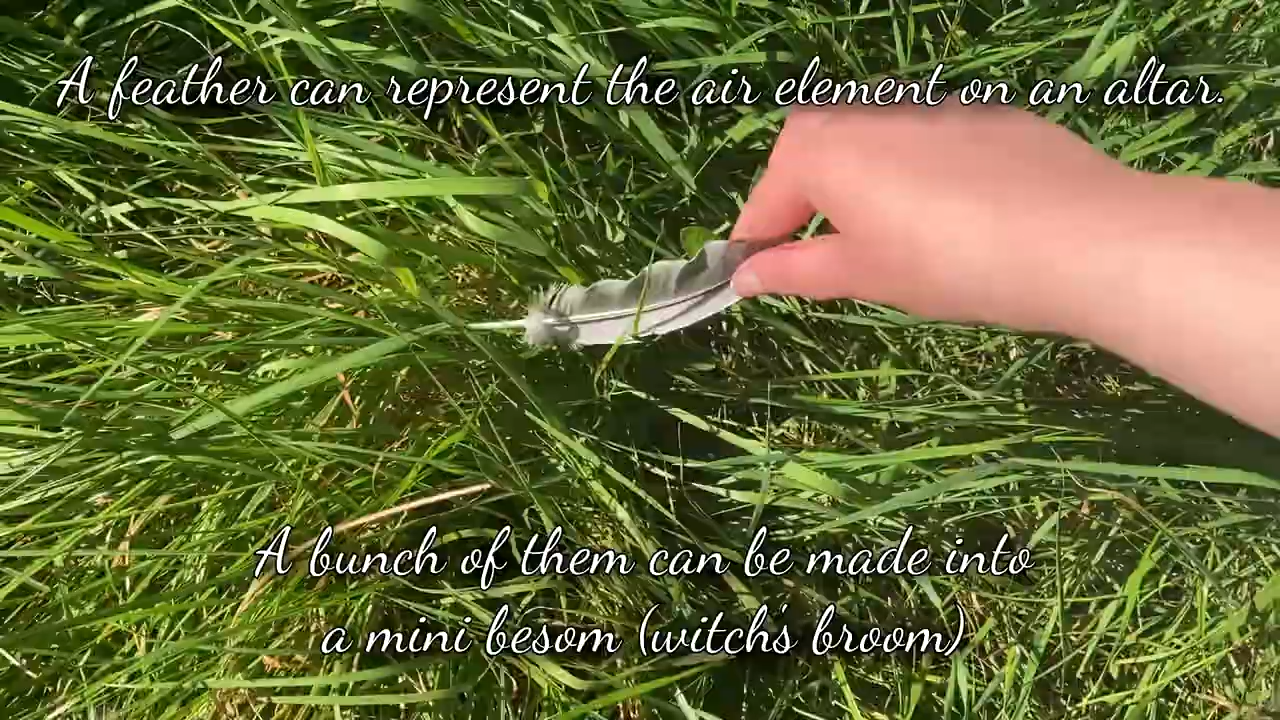 A feather can represent the air element on an altar.
A bunch of them can be made into
a mini besom (witch's broom)